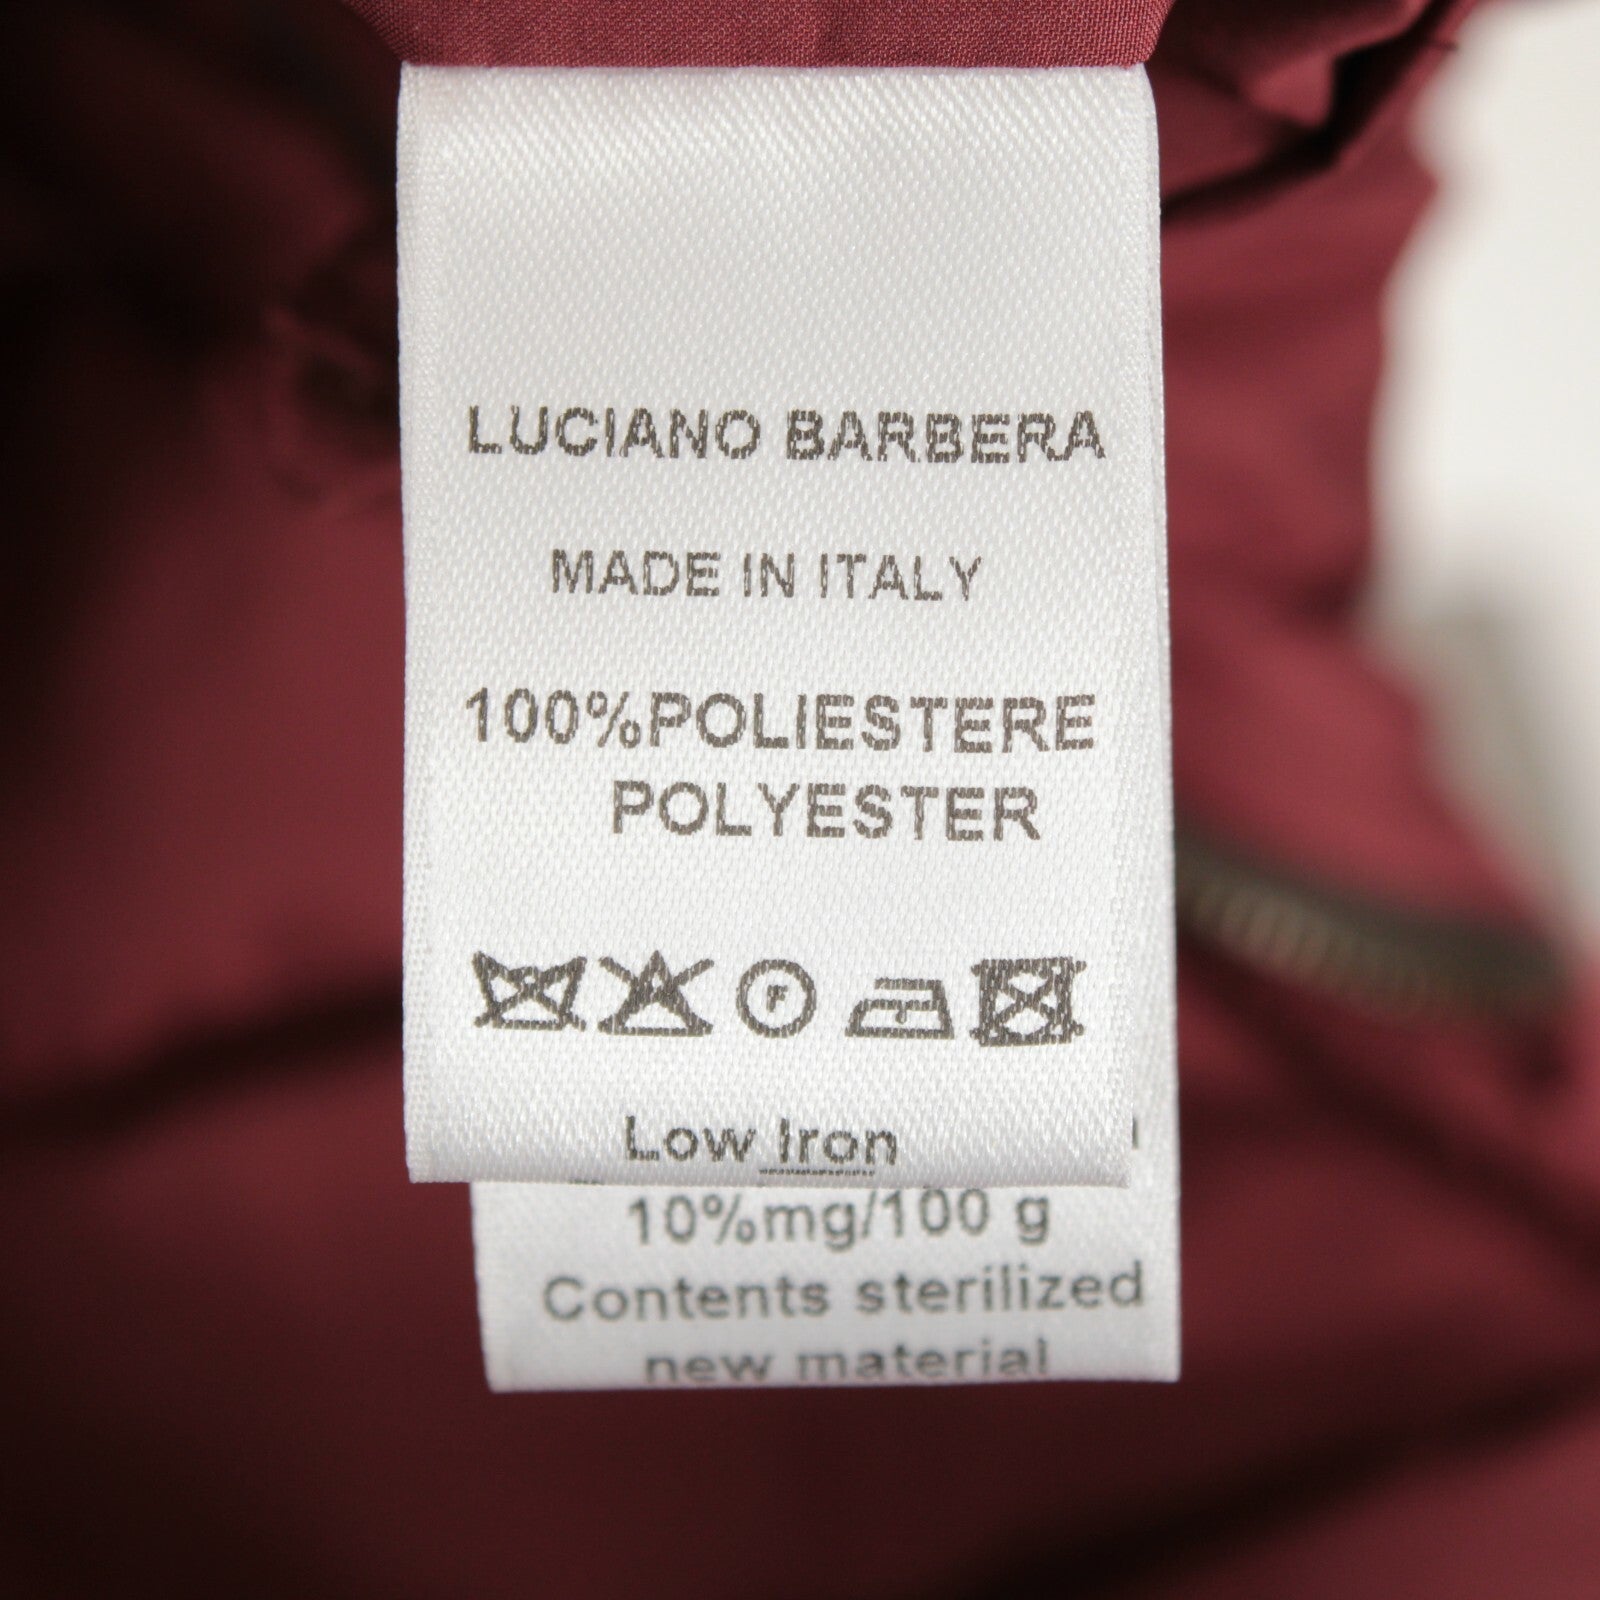 LUCIANO BARBERA
MADE IN ITALY
100%POLIESTERE
POLYESTER
F
Low Iron
10%mg/100 g
Contents sterilized
new material